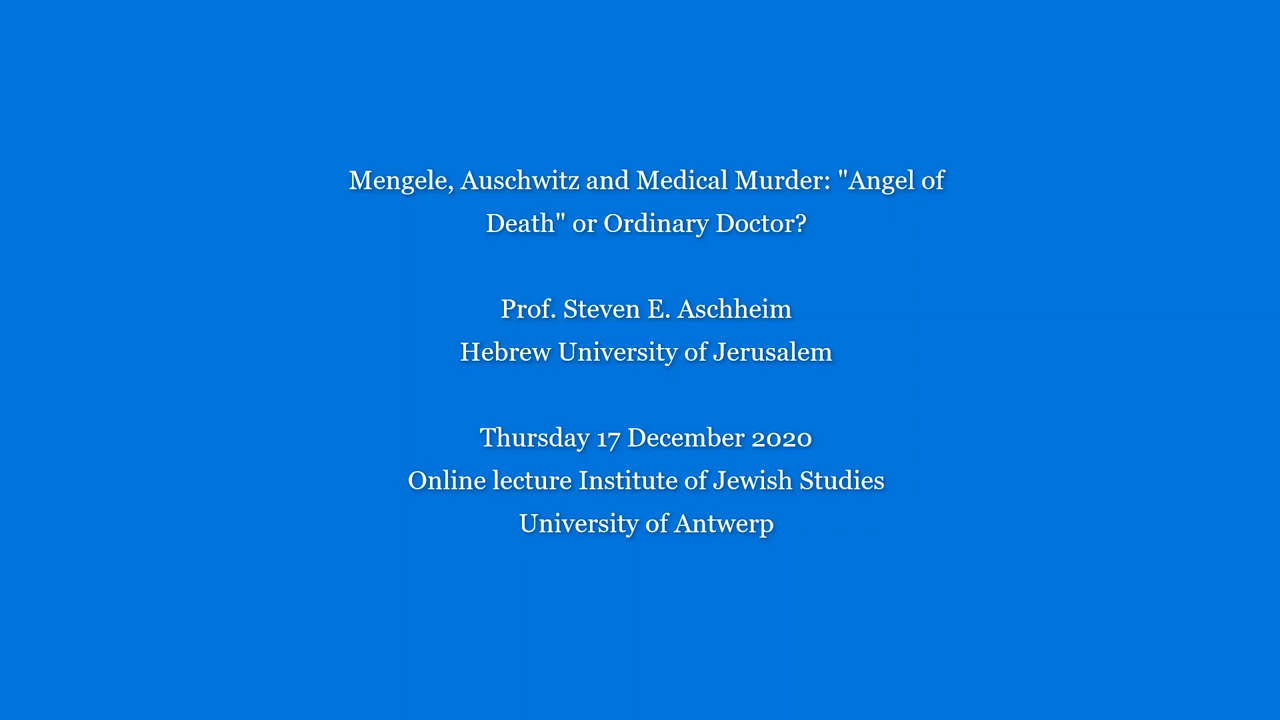 Mengele, Auschwitz and Medical Murder: "Angel of
Death" or Ordinary Doctor?
Prof. Steven E. Aschheim
Hebrew University of Jerusalem
Thursday 17 December 2020
Online lecture Institute of Jewish Studies
University of Antwerp